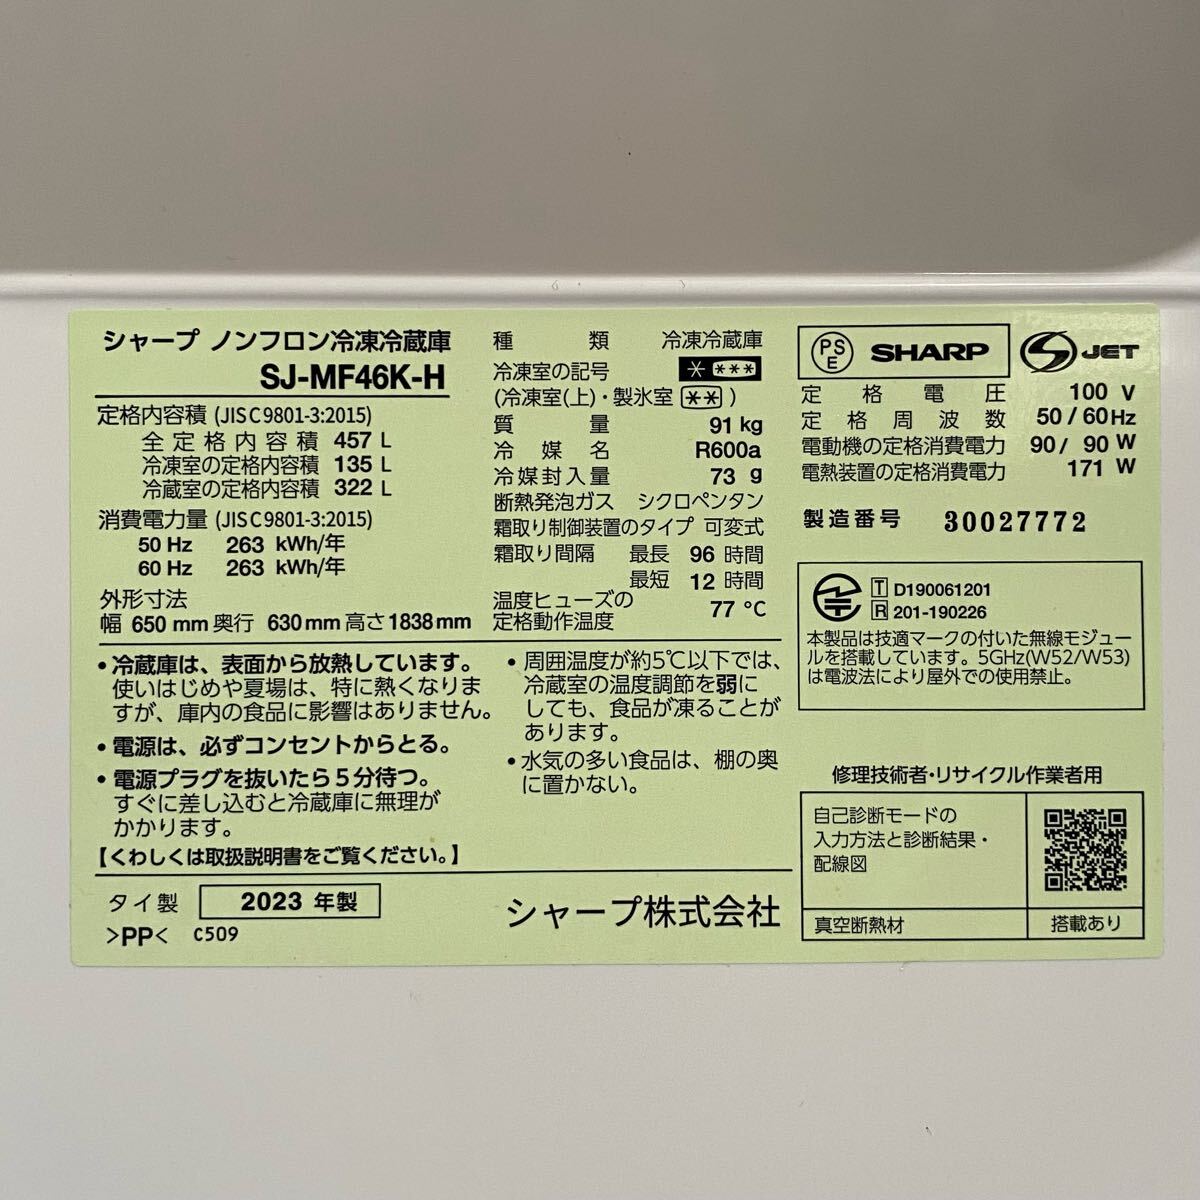 シャープ ノンフロン冷凍冷蔵庫
SJ-MF46K-H
定格内容積 (JIS C 9801-3:2015)
全定格内容積 457 L
冷凍室の定格内容積 135 L
冷蔵室の定格内容積 322 L
消費電力量 (JIS C 9801-3:2015)
50 Hz 263 kWh/年
60 Hz 263 kWh/年
外形寸法
幅 650 mm 奥行 630 mm 高さ 1838 mm
種類 冷凍冷蔵庫
冷凍室の記号 * ***
(冷凍室(上)・製氷室 ** )
質量 91 kg
冷媒名 R600a
冷媒封入量 73 g
断熱発泡ガス シクロペンタン
霜取り制御装置のタイプ 可変式
霜取り間隔 最長 96 時間
最短 12 時間
温度ヒューズの
定格動作温度 77 ℃
PSE SHARP JET
定格電圧 100 V
定格周波数 50 / 60 Hz
電動機の定格消費電力 90 / 90 W
電熱装置の定格消費電力 171 W
製造番号 30027772
T D190061201
R 201-190226
本製品は技適マークの付いた無線モジュー
ルを搭載しています。5GHz(W52/W53)
は電波法により屋外での使用禁止。
・冷蔵庫は、表面から放熱しています。
使いはじめや夏場は、特に熱くなりま
すが、庫内の食品に影響はありません。
・電源は、必ずコンセントからとる。
・電源プラグを抜いたら5分待つ。
すぐに差し込むと冷蔵庫に無理が
かかります。
【くわしくは取扱説明書をご覧ください。】
・周囲温度が約5℃以下では、
冷蔵室の温度調節を弱に
しても、食品が凍ることが
あります。
・水気の多い食品は、棚の奥
に置かない。
修理技術者・リサイクル作業者用
自己診断モードの
入力方法と診断結果・
配線図
真空断熱材 搭載あり
タイ製 2023 年製
>PP< C509
シャープ株式会社